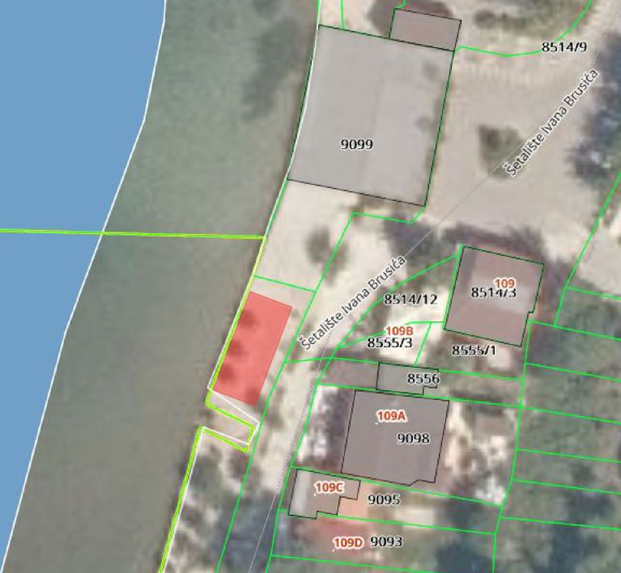 8514/9
Šetalište Ivana Brusića
9099
Šetalište Ivana Brusića
109
8514/3
8514/12
109B
8555/3
8555/1
8556
109A
9098
109C
9095
109D 9093